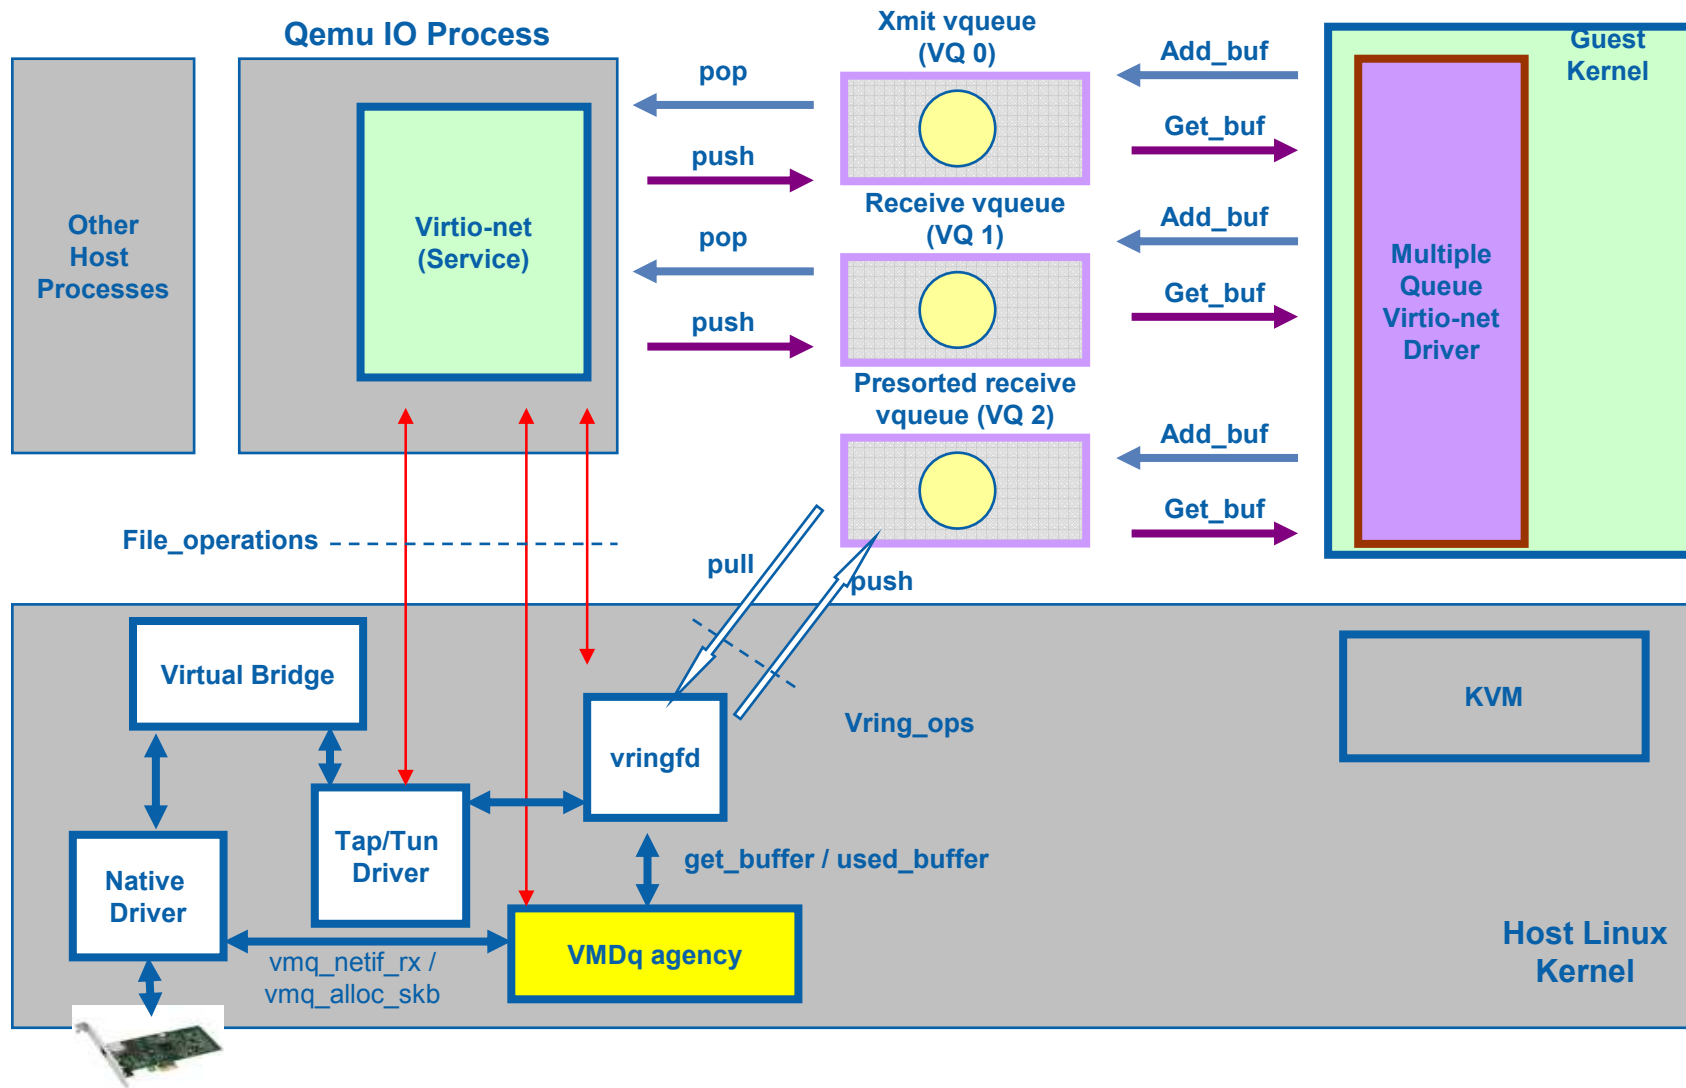 Qemu IO Process
Xmit vqueue
(VQ 0)
Guest
Kernel
Add_buf
pop
Get_buf
push
Receive vqueue
(VQ 1)
Other
Host
Processes
Virtio-net
(Service)
pop
Add_buf
Multiple
Queue
Virtio-net
Driver
Get_buf
push
Presorted receive
vqueue (VQ 2)
Add_buf
Get_buf
File_operations
pull
push
Virtual Bridge
KVM
Vring_ops
vringfd
Tap/Tun
Driver
get_buffer / used_buffer
Native
Driver
VMDq agency
vmq_netif_rx /
vmq_alloc_skb
Host Linux
Kernel